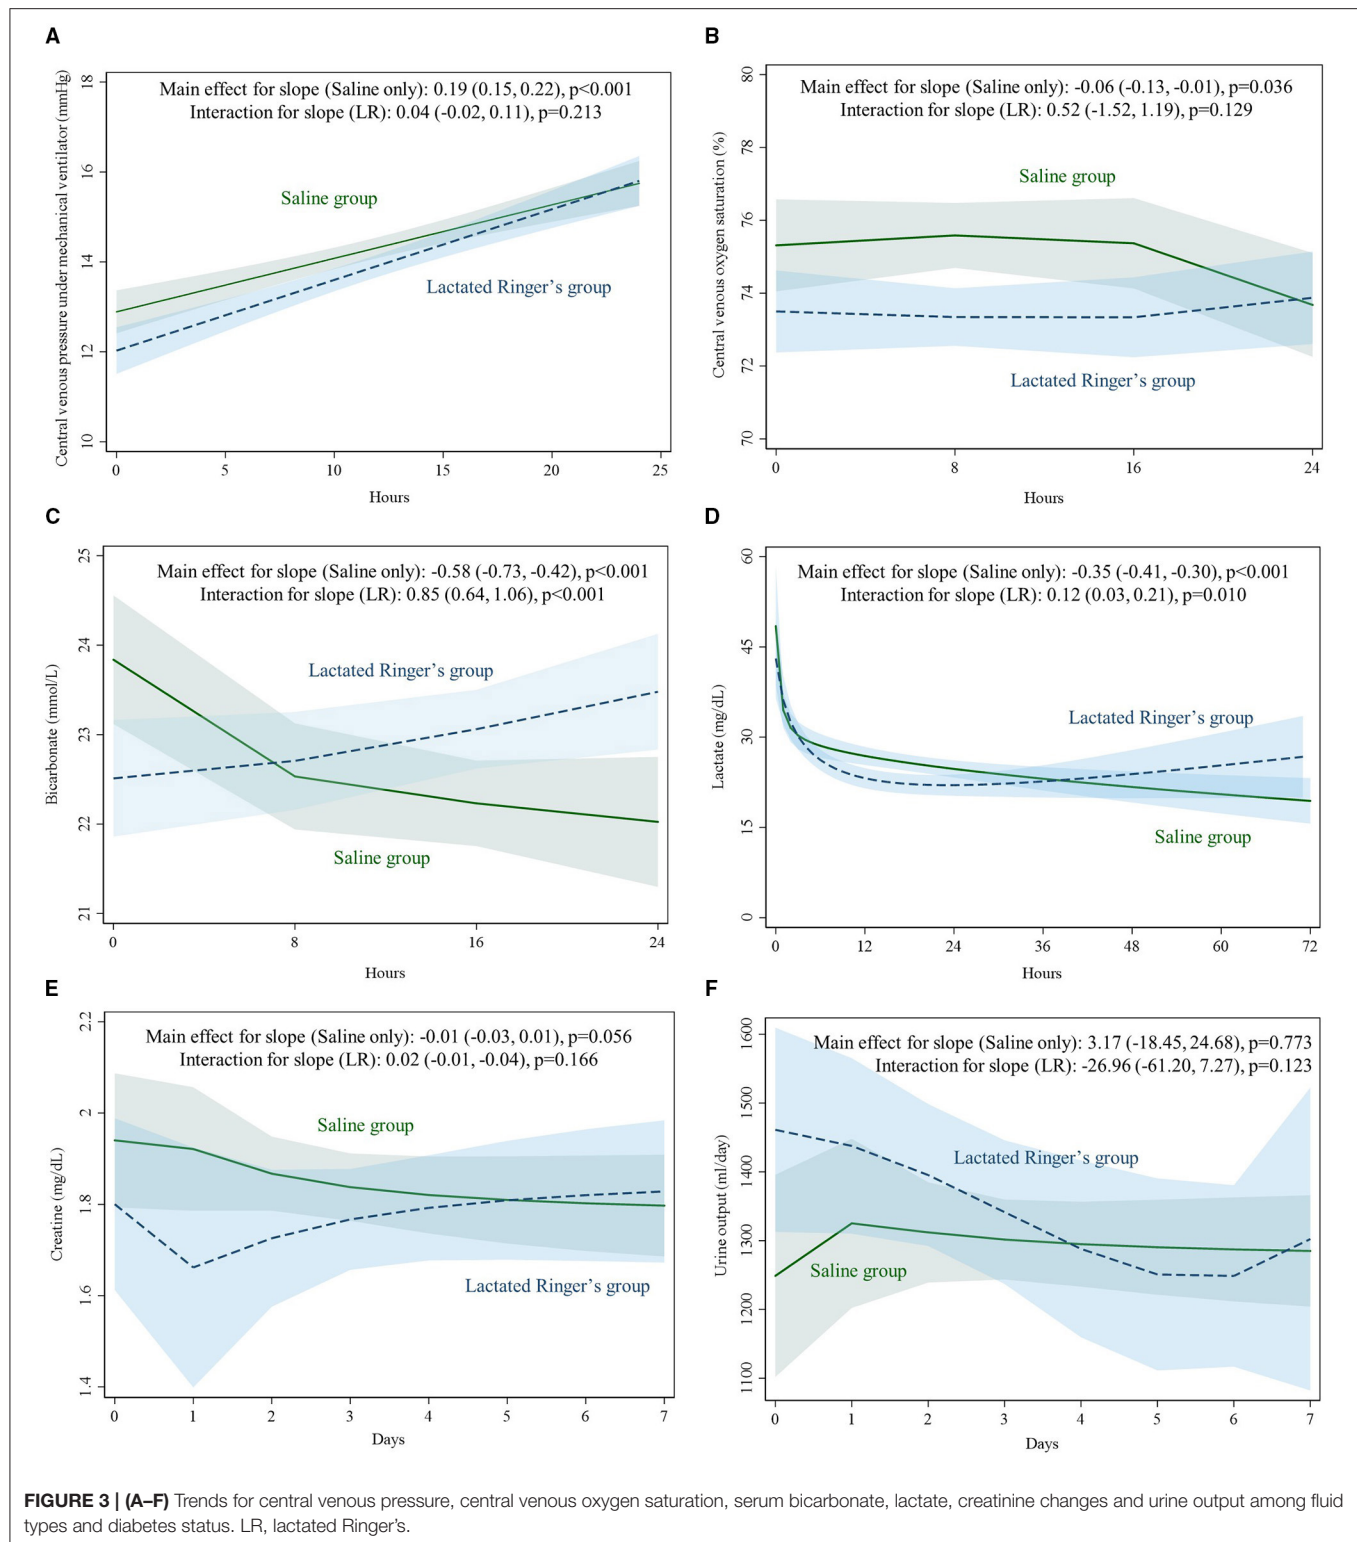 A
Main effect for slope (Saline only): 0.19 (0.15, 0.22), p<0.001
Interaction for slope (LR): 0.04 (-0.02, 0.11), p=0.213
Central venous pressure under mechanical ventilator (mmHg)
18
16
14
12
10
Saline group
Lactated Ringer’s group
0 5 10 15 20 25
Hours
B
Main effect for slope (Saline only): -0.06 (-0.13, -0.01), p=0.036
Interaction for slope (LR): 0.52 (-1.52, 1.19), p=0.129
Central venous oxygen saturation (%)
80
78
76
74
72
70
Saline group
Lactated Ringer’s group
0 8 16 24
Hours
C
Main effect for slope (Saline only): -0.58 (-0.73, -0.42), p<0.001
Interaction for slope (LR): 0.85 (0.64, 1.06), p<0.001
Bicarbonate (mmol/L)
25
24
23
22
21
Lactated Ringer’s group
Saline group
0 8 16 24
Hours
D
Main effect for slope (Saline only): -0.35 (-0.41, -0.30), p<0.001
Interaction for slope (LR): 0.12 (0.03, 0.21), p=0.010
Lactate (mg/dL)
60
45
30
15
0
Lactated Ringer’s group
Saline group
0 12 24 36 48 60 72
Hours
E
Main effect for slope (Saline only): -0.01 (-0.03, 0.01), p=0.056
Interaction for slope (LR): 0.02 (-0.01, -0.04), p=0.166
Creatine (mg/dL)
2.2
2
1.8
1.6
1.4
Saline group
Lactated Ringer’s group
0 1 2 3 4 5 6 7
Days
F
Main effect for slope (Saline only): 3.17 (-18.45, 24.68), p=0.773
Interaction for slope (LR): -26.96 (-61.20, 7.27), p=0.123
Urine output (ml/day)
1600
1500
1400
1300
1200
1100
Lactated Ringer’s group
Saline group
0 1 2 3 4 5 6 7
Days
FIGURE 3 | (A–F) Trends for central venous pressure, central venous oxygen saturation, serum bicarbonate, lactate, creatinine changes and urine output among fluid
types and diabetes status. LR, lactated Ringer’s.